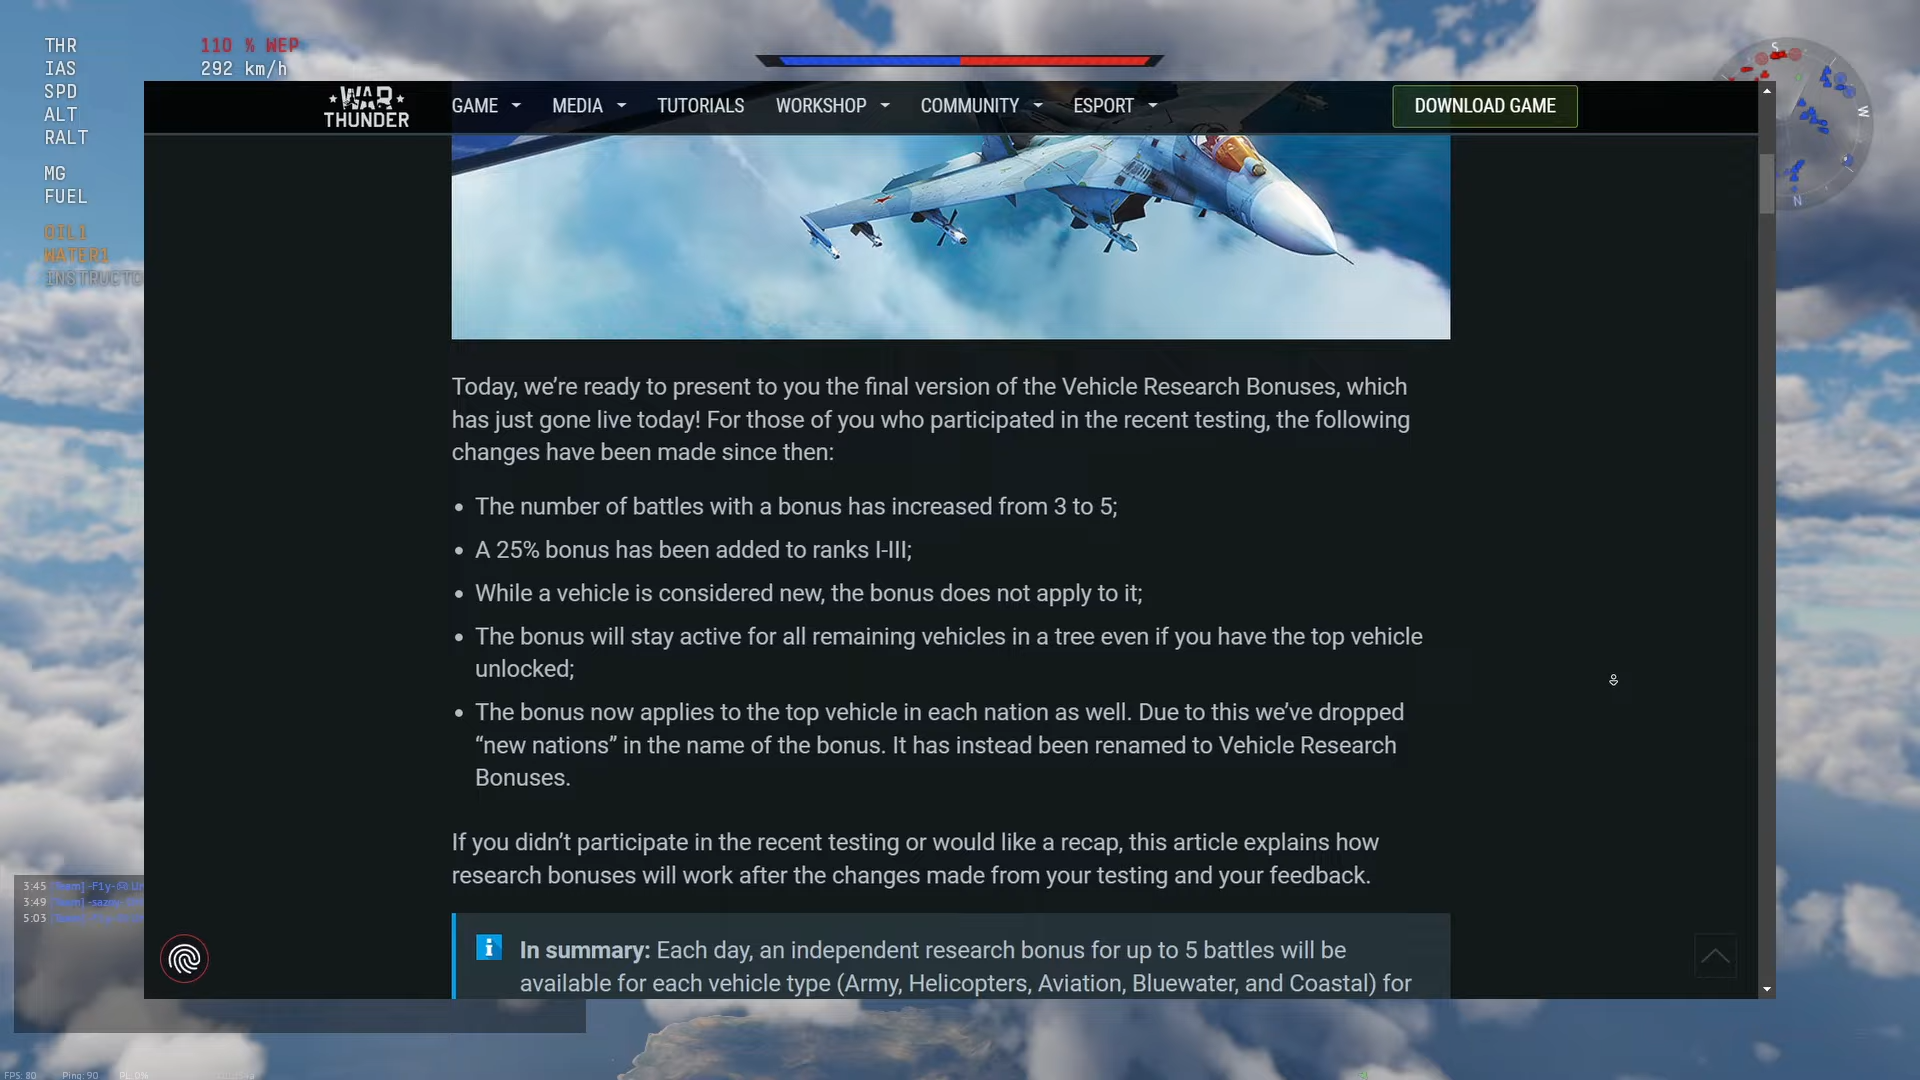 THR 110 % WEP
IAS 292 km/h
SPD
ALT
RALT
MG
FUEL
OIL1
WATER1
INSTRUCTO
S
W
N
WAR
THUNDER
GAME MEDIA TUTORIALS WORKSHOP COMMUNITY ESPORT DOWNLOAD GAME
Today, we’re ready to present to you the final version of the Vehicle Research Bonuses, which
has just gone live today! For those of you who participated in the recent testing, the following
changes have been made since then:
• The number of battles with a bonus has increased from 3 to 5;
• A 25% bonus has been added to ranks I-III;
• While a vehicle is considered new, the bonus does not apply to it;
• The bonus will stay active for all remaining vehicles in a tree even if you have the top vehicle
unlocked;
• The bonus now applies to the top vehicle in each nation as well. Due to this we’ve dropped
“new nations” in the name of the bonus. It has instead been renamed to Vehicle Research
Bonuses.
If you didn’t participate in the recent testing or would like a recap, this article explains how
research bonuses will work after the changes made from your testing and your feedback.
In summary: Each day, an independent research bonus for up to 5 battles will be
available for each vehicle type (Army, Helicopters, Aviation, Bluewater, and Coastal) for
3:45 [Team]
3:49 [Team]
5:03
FPS: 80 Ping: 90 PL: 0%